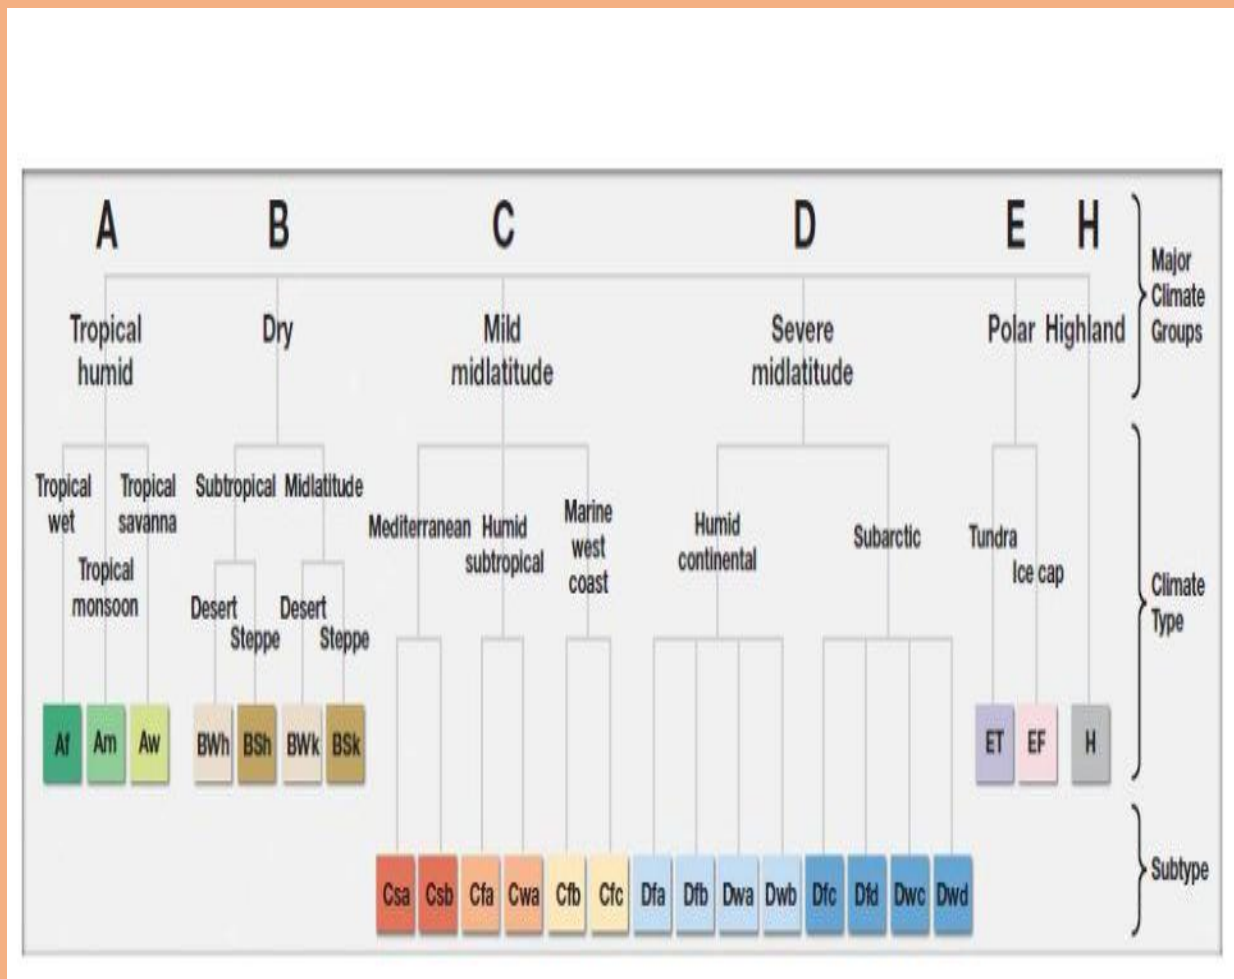 A B C D E H
Major
Climate
Groups
Tropical
humid
Dry
Mild
midlatitude
Severe
midlatitude
Polar
Highland
Tropical
wet
Tropical
monsoon
Tropical
savanna
Subtropical
Desert
Steppe
Midlatitude
Desert
Steppe
Mediterranean
Humid
subtropical
Marine
west
coast
Humid
continental
Subarctic
Tundra
Ice cap
Climate
Type
Af Am Aw BWh BSh BWk BSk ET EF H
Csa Csb Cfa Cwa Cfb Cfc Dfa Dfb Dwa Dwb Dfc Dfd Dwc Dwd
Subtype